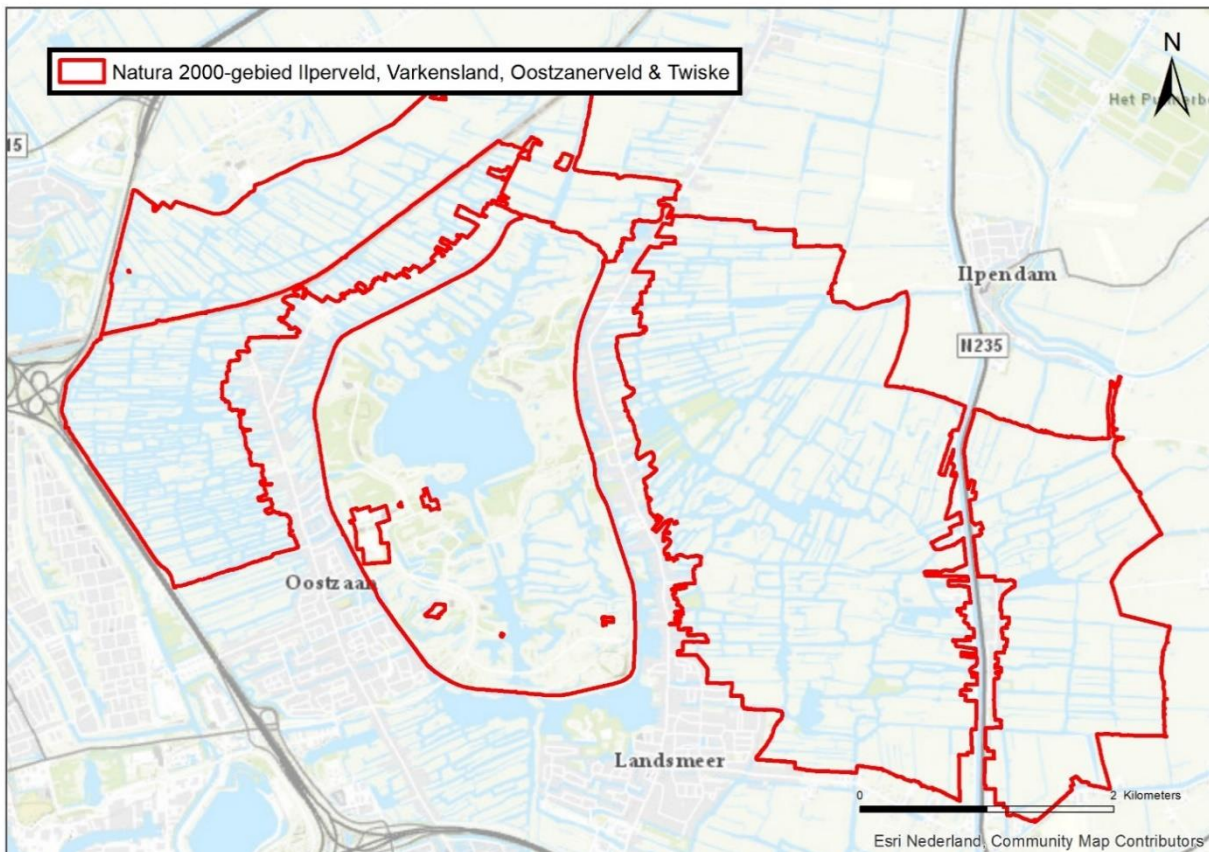 Natura 2000-gebied Ilperveld, Varkensland, Oostzanerveld & Twiske
N
15
Ilpendam
N235
Oostzaan
Landsmeer
0 2 Kilometers
Esri Nederland, Community Map Contributors